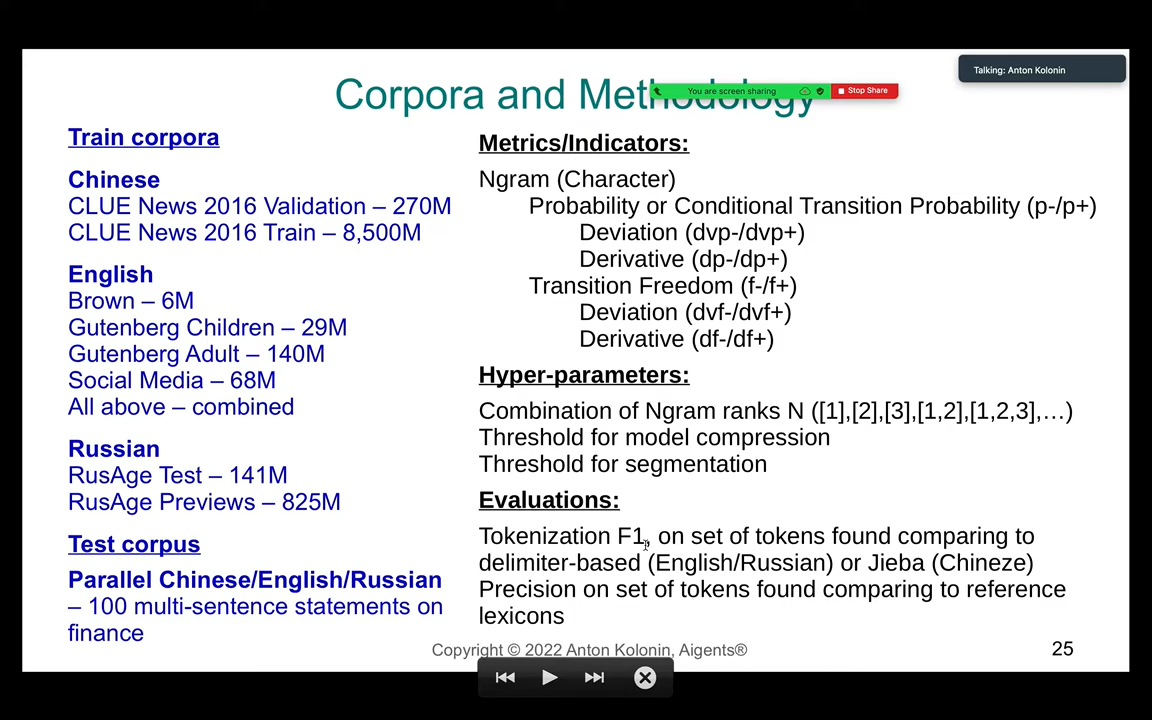 Talking: Anton Kolonin
Corpora and Methodology
You are screen sharing
Stop Share
Train corpora
Chinese
CLUE News 2016 Validation – 270M
CLUE News 2016 Train – 8,500M
English
Brown – 6M
Gutenberg Children – 29M
Gutenberg Adult – 140M
Social Media – 68M
All above – combined
Russian
RusAge Test – 141M
RusAge Previews – 825M
Test corpus
Parallel Chinese/English/Russian
– 100 multi-sentence statements on
finance
Metrics/Indicators:
Ngram (Character)
Probability or Conditional Transition Probability (p-/p+)
Deviation (dvp-/dvp+)
Derivative (dp-/dp+)
Transition Freedom (f-/f+)
Deviation (dvf-/dvf+)
Derivative (df-/df+)
Hyper-parameters:
Combination of Ngram ranks N ([1],[2],[3],[1,2],[1,2,3],…)
Threshold for model compression
Threshold for segmentation
Evaluations:
Tokenization F1, on set of tokens found comparing to
delimiter-based (English/Russian) or Jieba (Chineze)
Precision on set of tokens found comparing to reference
lexicons
Copyright © 2022 Anton Kolonin, Aigents®
25